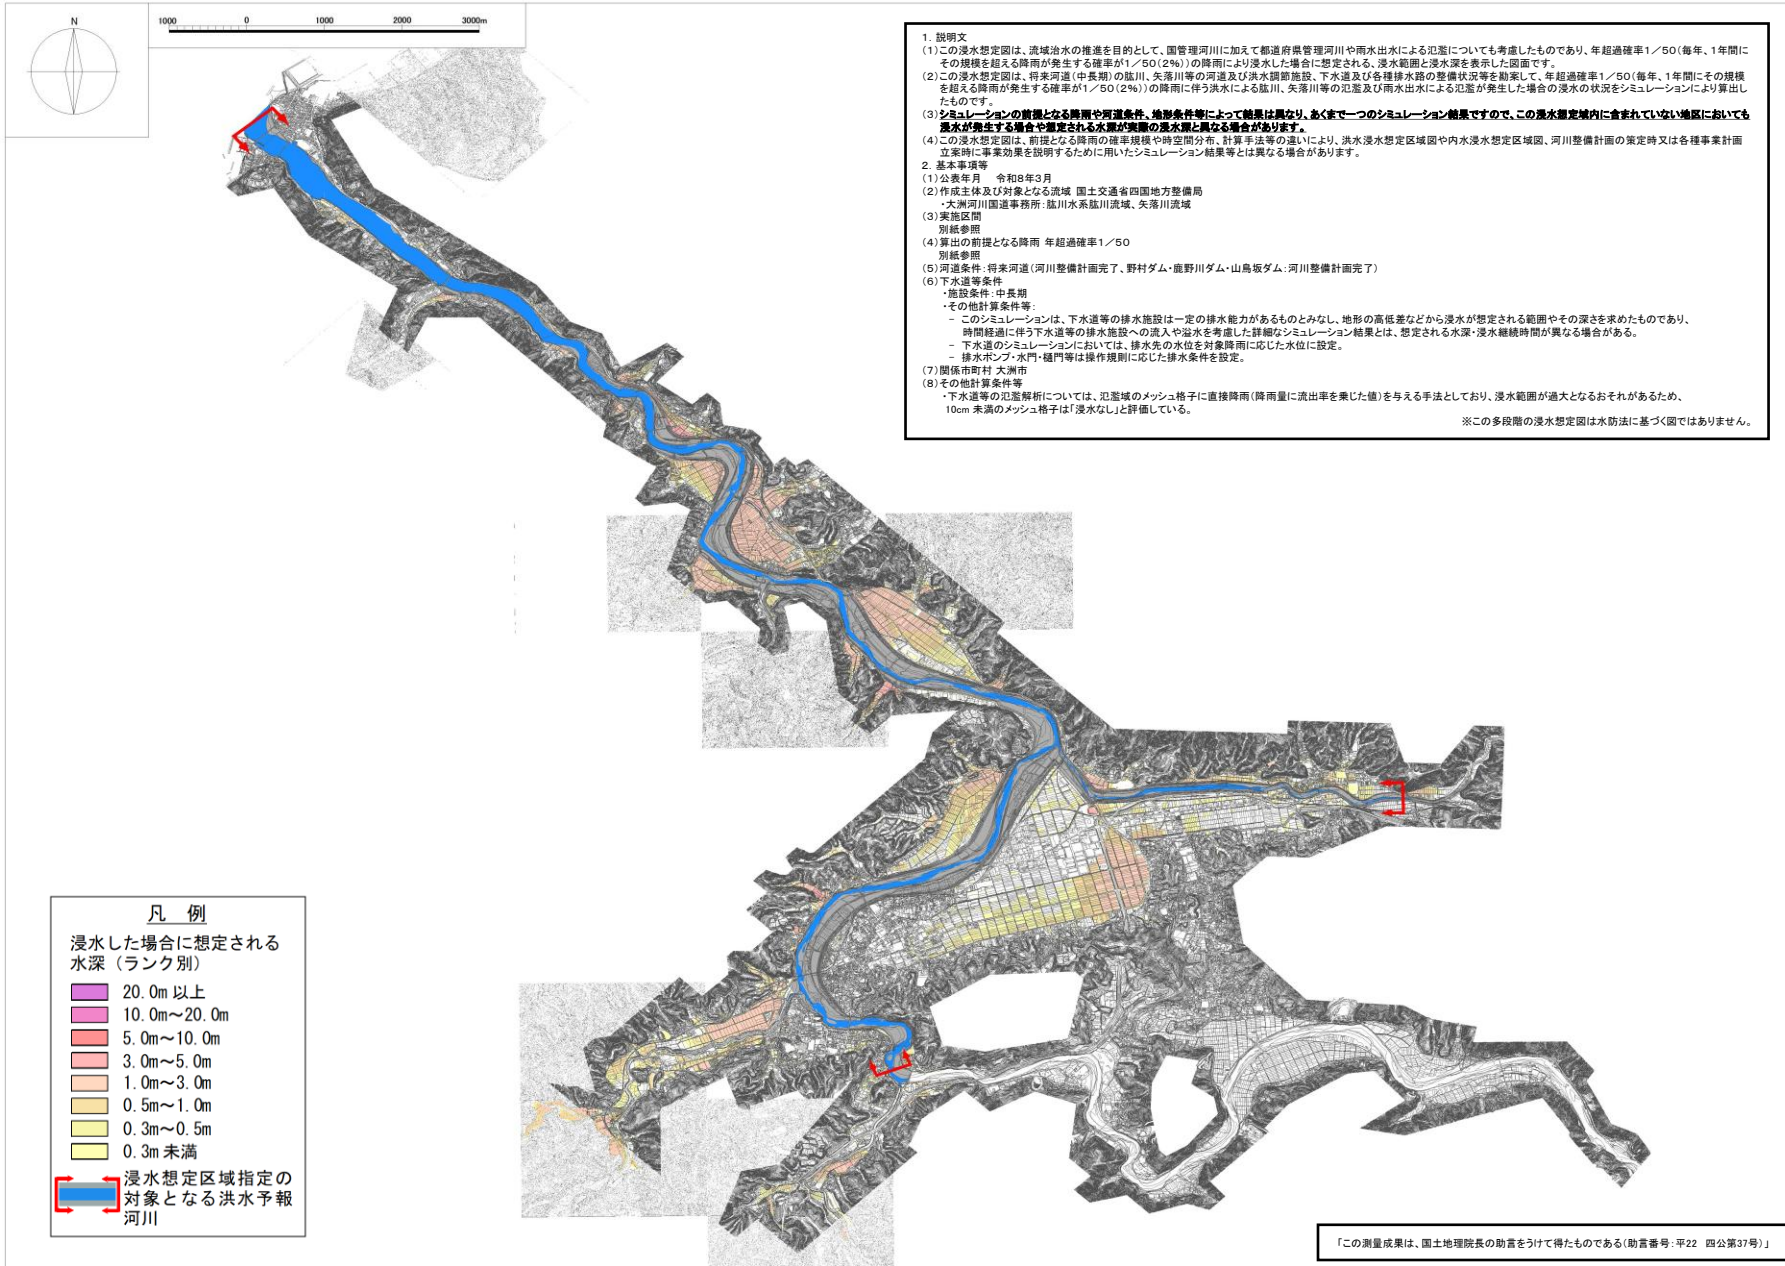 N
1000 0 1000 2000 3000m
1. 説明文
(1)この浸水想定図は、流域治水の推進を目的として、国管理河川に加えて都道府県管理河川や雨水出水による氾濫についても考慮したものであり、年超過確率1／50(毎年、1年間に
その規模を超える降雨が発生する確率が1／50(2%))の降雨により浸水した場合に想定される、浸水範囲と浸水深を表示した図面です。
(2)この浸水想定図は、将来河道(中長期)の肱川、矢落川等の河道及び洪水調節施設、下水道及び各種排水路の整備状況等を勘案して、年超過確率1／50(毎年、1年間にその規模
を超える降雨が発生する確率が1／50(2%))の降雨に伴う洪水による肱川、矢落川等の氾濫及び雨水出水による氾濫が発生した場合の浸水の状況をシミュレーションにより算出し
たものです。
(3)シミュレーションの前提となる降雨や河道条件、地形条件等によって結果は異なり、あくまで一つのシミュレーション結果ですので、この浸水想定域内に含まれていない地区においても
浸水が発生する場合や想定される水深が実際の浸水深と異なる場合があります。
(4)この浸水想定図は、前提となる降雨の確率規模や時空間分布、計算手法等の違いにより、洪水浸水想定区域図や内水浸水想定区域図、河川整備計画の策定時又は各種事業計画
立案時に事業効果を説明するために用いたシミュレーション結果等とは異なる場合があります。
2. 基本事項等
(1)公表年月 令和8年3月
(2)作成主体及び対象となる流域 国土交通省四国地方整備局
・大洲河川国道事務所:肱川水系肱川流域、矢落川流域
(3)実施区間
別紙参照
(4)算出の前提となる降雨 年超過確率1／50
別紙参照
(5)河道条件:将来河道(河川整備計画完了、野村ダム・鹿野川ダム・山鳥坂ダム:河川整備計画完了)
(6)下水道等条件
・施設条件:中長期
・その他計算条件等:
- このシミュレーションは、下水道等の排水施設は一定の排水能力があるものとみなし、地形の高低差などから浸水が想定される範囲やその深さを求めたものであり、
時間経過に伴う下水道等の排水施設への流入や溢水を考慮した詳細なシミュレーション結果とは、想定される水深・浸水継続時間が異なる場合がある。
- 下水道のシミュレーションにおいては、排水先の水位を対象降雨に応じた水位に設定。
- 排水ポンプ・水門・樋門等は操作規則に応じた排水条件を設定。
(7)関係市町村 大洲市
(8)その他計算条件等
・下水道等の氾濫解析については、氾濫域のメッシュ格子に直接降雨(降雨量に流出率を乗じた値)を与える手法としており、浸水範囲が過大となるおそれがあるため、
10cm 未満のメッシュ格子は「浸水なし」と評価している。
※この多段階の浸水想定図は水防法に基づく図ではありません。
凡 例
浸水した場合に想定される
水深（ランク別）
20.0m 以上
10.0m～20.0m
5.0m～10.0m
3.0m～5.0m
1.0m～3.0m
0.5m～1.0m
0.3m～0.5m
0.3m 未満
浸水想定区域指定の
対象となる洪水予報
河川
「この測量成果は、国土地理院長の助言をうけて得たものである(助言番号:平22 四公第37号)」